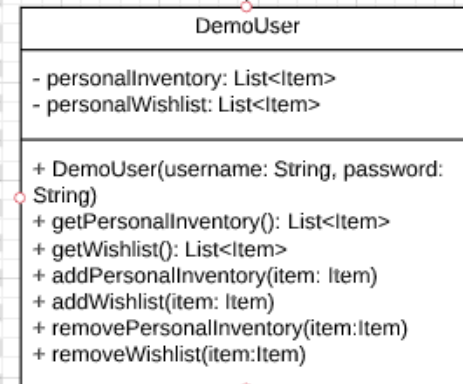 DemoUser
- personalInventory: List<Item>
- personalWishlist: List<Item>
+ DemoUser(username: String, password:
String)
+ getPersonalInventory(): List<Item>
+ getWishlist(): List<Item>
+ addPersonalInventory(item: Item)
+ addWishlist(item: Item)
+ removePersonalInventory(item:Item)
+ removeWishlist(item:Item)